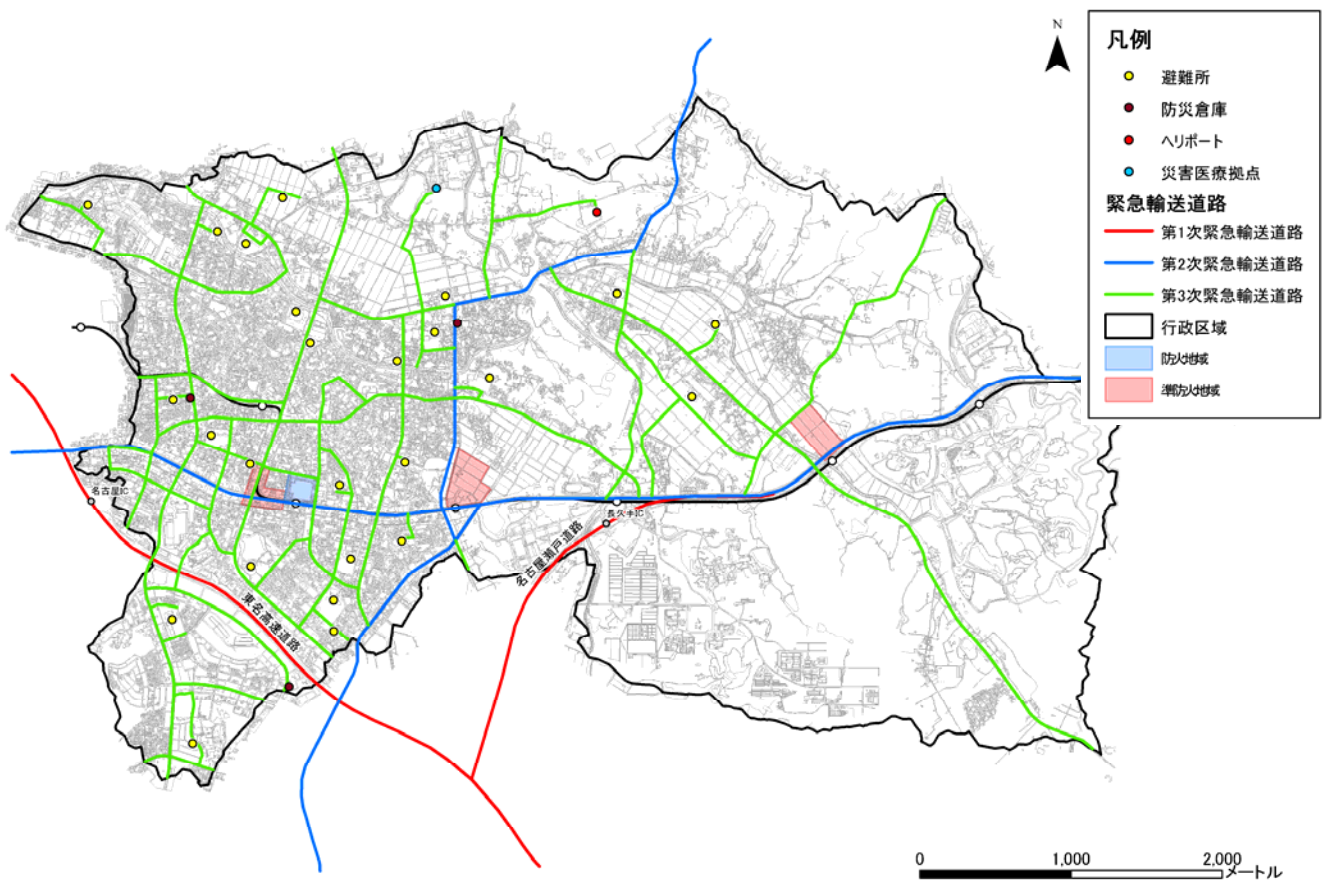 N
凡例
避難所
防災倉庫
ヘリポート
災害医療拠点
緊急輸送道路
第1次緊急輸送道路
第2次緊急輸送道路
第3次緊急輸送道路
行政区域
防火地域
準防火地域
名古屋IC
長久手IC
名古屋瀬戸道路
東名高速道路
0 1,000 2,000
メートル